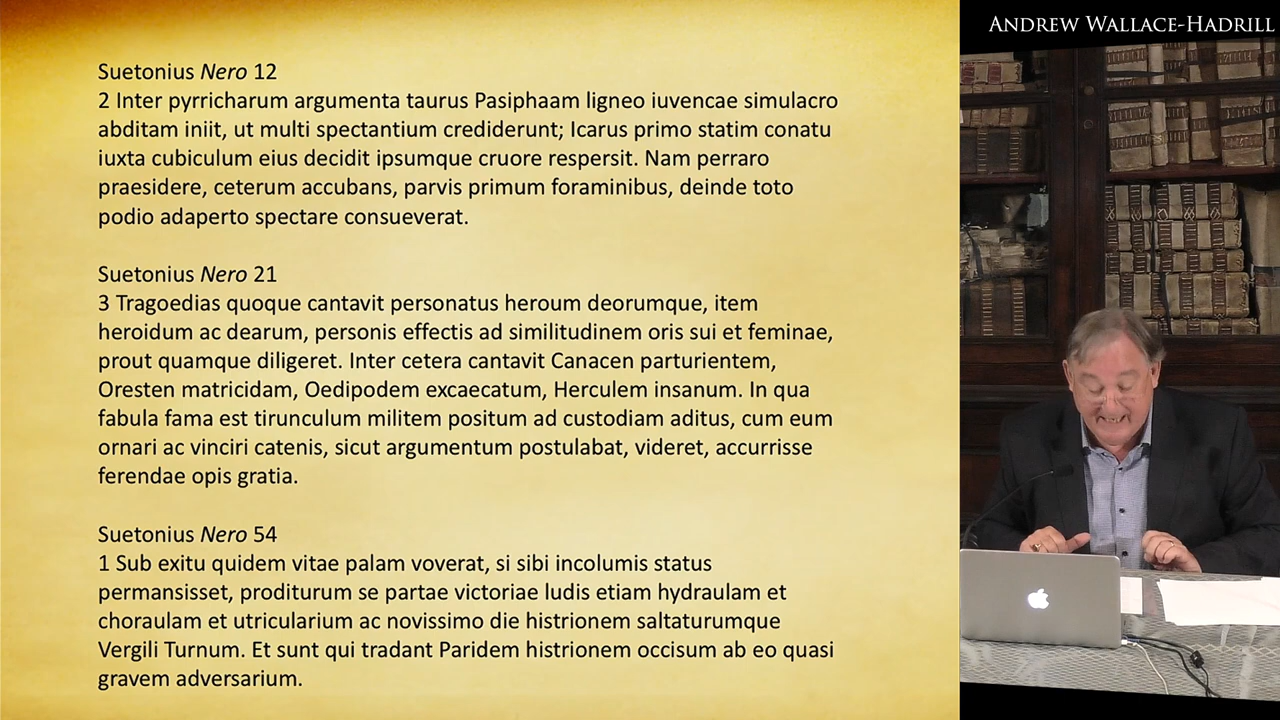 Suetonius Nero 12
2 Inter pyrricharum argumenta taurus Pasiphaam ligneo iuvencae simulacro
abditam iniit, ut multi spectantium crediderunt; Icarus primo statim conatu
iuxta cubiculum eius decidit ipsumque cruore respersit. Nam perraro
praesidere, ceterum accubans, parvis primum foraminibus, deinde toto
podio adaperto spectare consueverat.
Suetonius Nero 21
3 Tragoedias quoque cantavit personatus heroum deorumque, item
heroidum ac dearum, personis effectis ad similitudinem oris sui et feminae,
prout quamque diligeret. Inter cetera cantavit Canacen parturientem,
Oresten matricidam, Oedipodem excaecatum, Herculem insanum. In qua
fabula fama est tirunculum militem positum ad custodiam aditus, cum eum
ornari ac vinciri catenis, sicut argumentum postulabat, videret, accurrisse
ferendae opis gratia.
Suetonius Nero 54
1 Sub exitu quidem vitae palam voverat, si sibi incolumis status
permansisset, proditurum se partae victoriae ludis etiam hydraulam et
choraulam et utricularium ac novissimo die histrionem saltaturumque
Vergili Turnum. Et sunt qui tradant Paridem histrionem occisum ab eo quasi
gravem adversarium.
ANDREW WALLACE-HADRILL